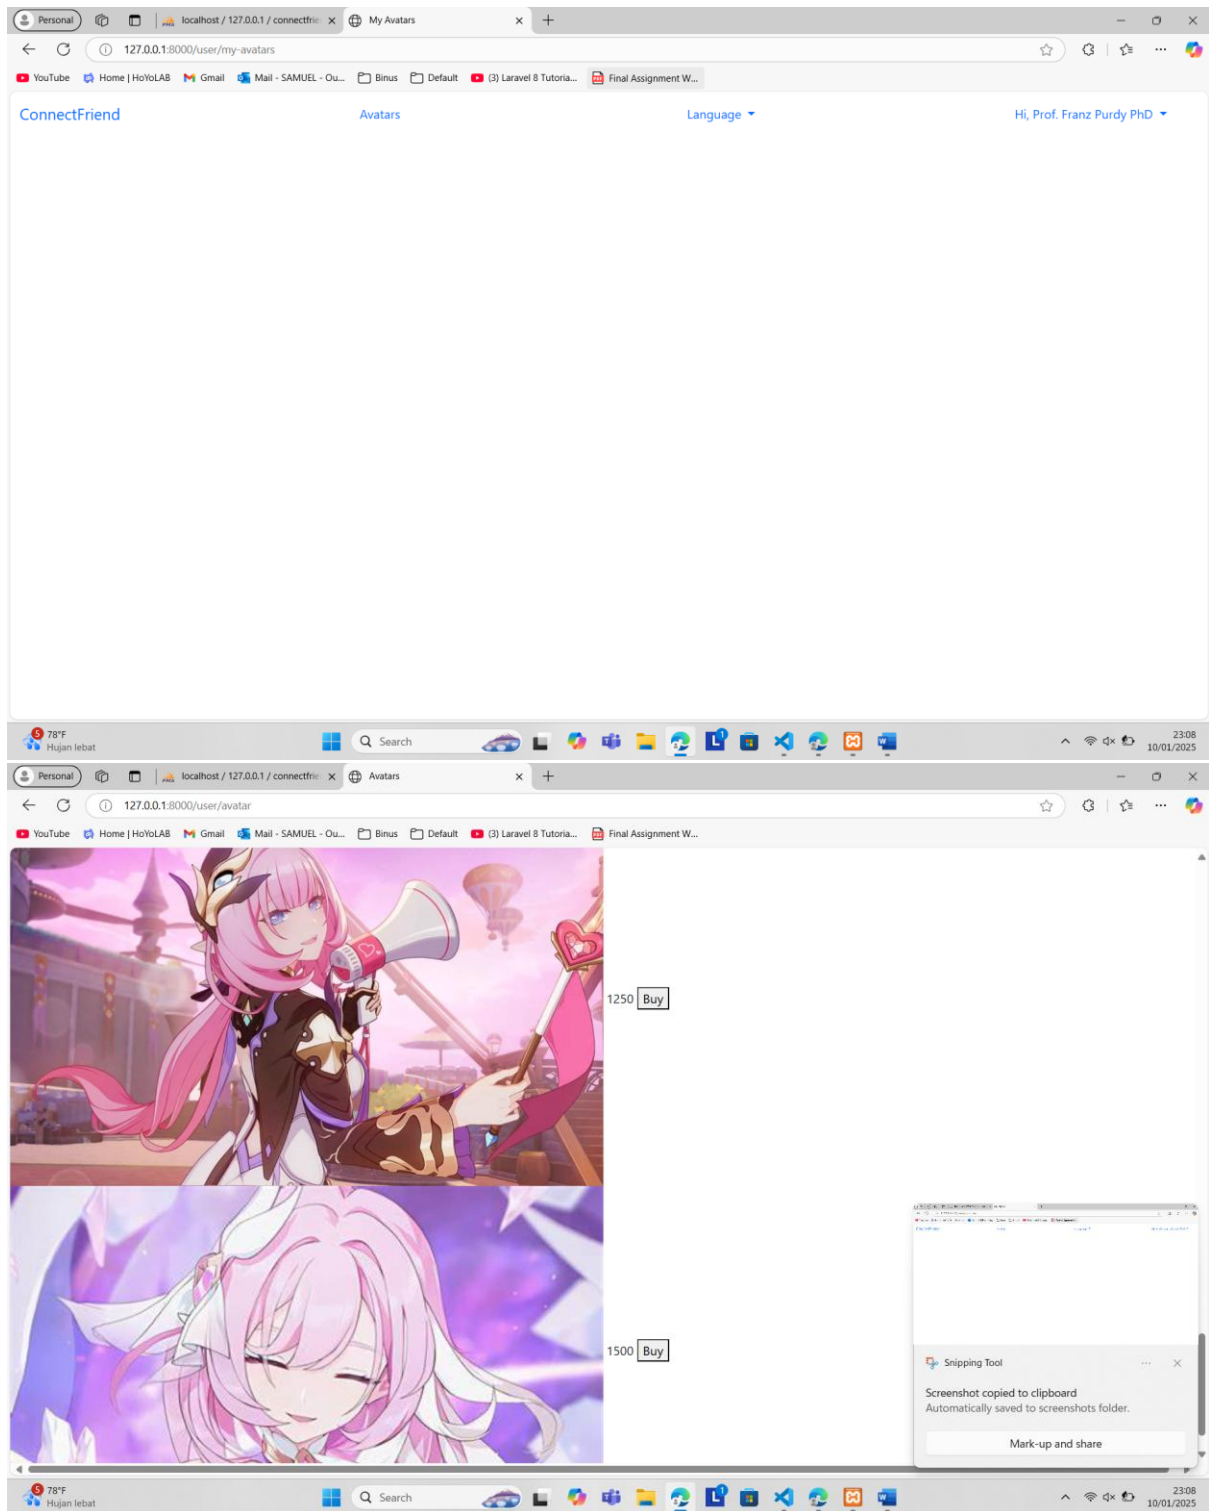 Personal localhost / 127.0.0.1 / connectfrie My Avatars
127.0.0.1:8000/user/my-avatars
YouTube Home | HoYoLAB Gmail Mail - SAMUEL - Ou... Binus Default (3) Laravel 8 Tutoria... Final Assignment W...
ConnectFriend Avatars Language Hi, Prof. Franz Purdy PhD
5 78°F
Hujan lebat
Search
1
23:08
10/01/2025
Personal localhost / 127.0.0.1 / connectfrie Avatars
127.0.0.1:8000/user/avatar
YouTube Home | HoYoLAB Gmail Mail - SAMUEL - Ou... Binus Default (3) Laravel 8 Tutoria... Final Assignment W...
1250 Buy
1500 Buy
Snipping Tool
Screenshot copied to clipboard
Automatically saved to screenshots folder.
Mark-up and share
5 78°F
Hujan lebat
Search
1
23:08
10/01/2025